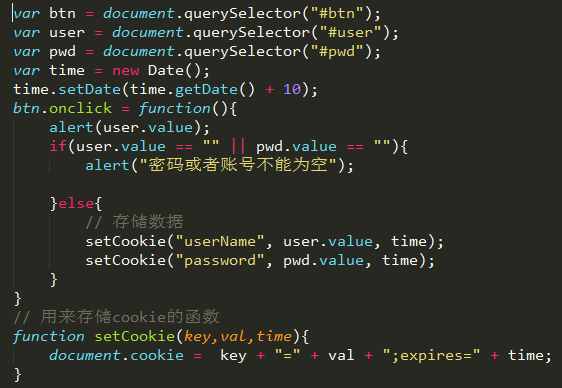 var btn = document.querySelector("#btn");
var user = document.querySelector("#user");
var pwd = document.querySelector("#pwd");
var time = new Date();
time.setDate(time.getDate() + 10);
btn.onclick = function(){
    alert(user.value);
    if(user.value == "" || pwd.value == ""){
        alert("密码或者账号不能为空");
    }else{
        // 存储数据
        setCookie("userName", user.value, time);
        setCookie("password", pwd.value, time);
    }
}
// 用来存储cookie的函数
function setCookie(key,val,time){
    document.cookie =  key + "=" + val + ";expires=" + time;
}